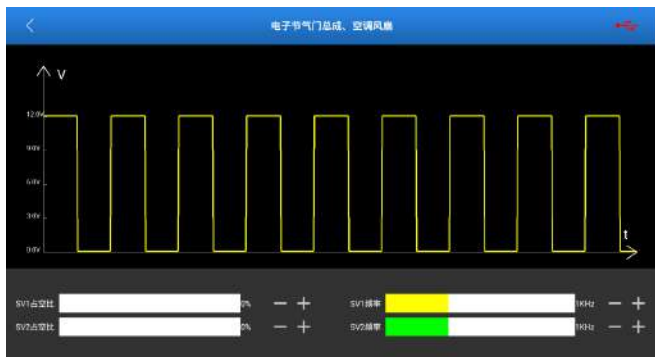 电子节气门总成、空调风扇
V
12.0V
9.0V
6.0V
3.0V
0.0V
t
SV1占空比 0% SV1频率 1KHz
SV2占空比 0% SV2频率 1KHz